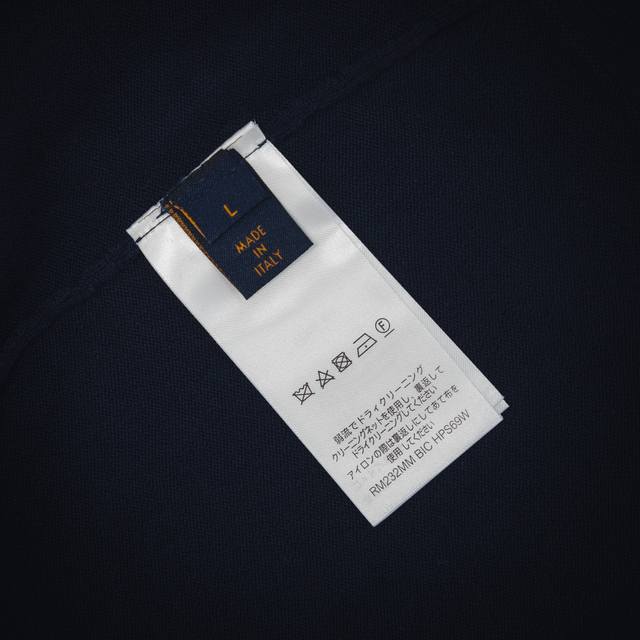 L
MADE
IN
ITALY
F
弱流でドライクリーニング
クリーニングネットを使用し、裏返して
ドライクリーニングしてください
アイロンの際は裏返しにしてあて布を
使用してください
RM232MM BIC HPS69W